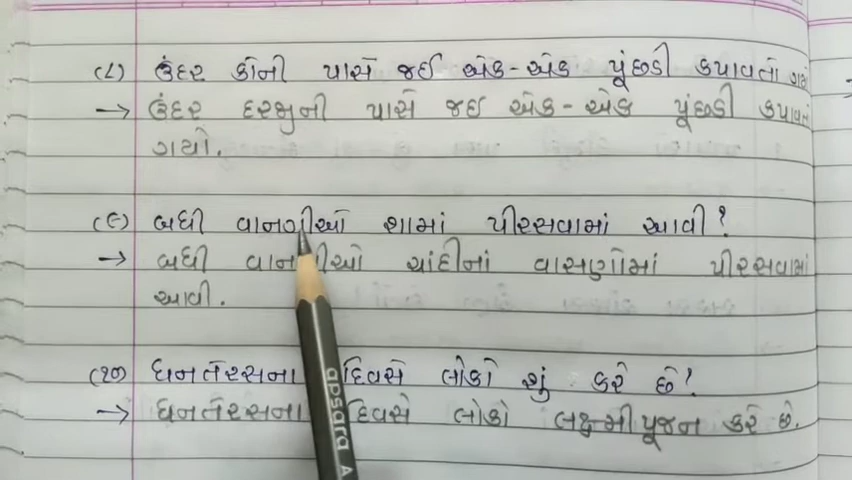 (૮) ઉંદર કોની પાસે જઈ એક-એક પૂંછડી કપાવતો ગયો
→ ઉંદર દરજીની પાસે જઇ એક-એક પૂંછડી કપાવતો
ગયો.
(૯) બધી વાનગીઓ શામાં પીરસવામાં આવી?
→ બધી વાનગીઓ ચાંદીનાં વાસણોમાં પીરસવામાં
આવી.
(૧૦) ધનતેરસના દિવસે લોકો શું કરે છે?
→ ધનતેરસના દિવસે લોકો લક્ષ્મીપૂજન કરે છે.
apsara A